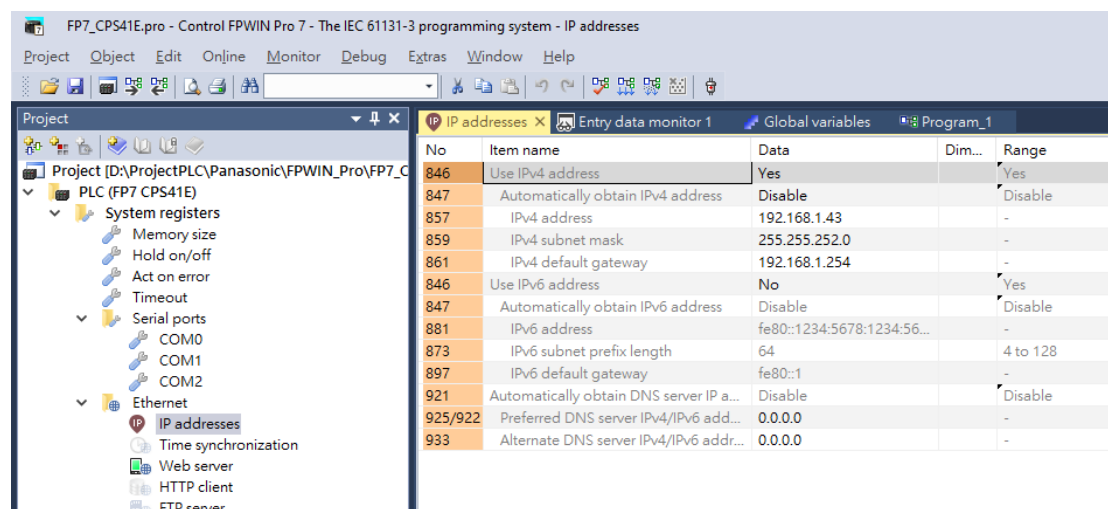 FP7_CPS41E.pro - Control FPWIN Pro 7 - The IEC 61131-3 programming system - IP addresses
Project Object Edit Online Monitor Debug Extras Window Help
Project
IP addresses Entry data monitor 1 Global variables Program_1
No Item name Data Dim... Range
Project [D:\ProjectPLC\Panasonic\FPWIN_Pro\FP7_C
PLC (FP7 CPS41E)
System registers
Memory size
Hold on/off
Act on error
Timeout
Serial ports
COM0
COM1
COM2
Ethernet
IP addresses
Time synchronization
Web server
HTTP client
FTP server
846 Use IPv4 address Yes Yes
847 Automatically obtain IPv4 address Disable Disable
857 IPv4 address 192.168.1.43 -
859 IPv4 subnet mask 255.255.252.0 -
861 IPv4 default gateway 192.168.1.254 -
846 Use IPv6 address No Yes
847 Automatically obtain IPv6 address Disable Disable
881 IPv6 address fe80::1234:5678:1234:56... -
873 IPv6 subnet prefix length 64 4 to 128
897 IPv6 default gateway fe80::1 -
921 Automatically obtain DNS server IP a... Disable Disable
925/922 Preferred DNS server IPv4/IPv6 add... 0.0.0.0 -
933 Alternate DNS server IPv4/IPv6 addr... 0.0.0.0 -